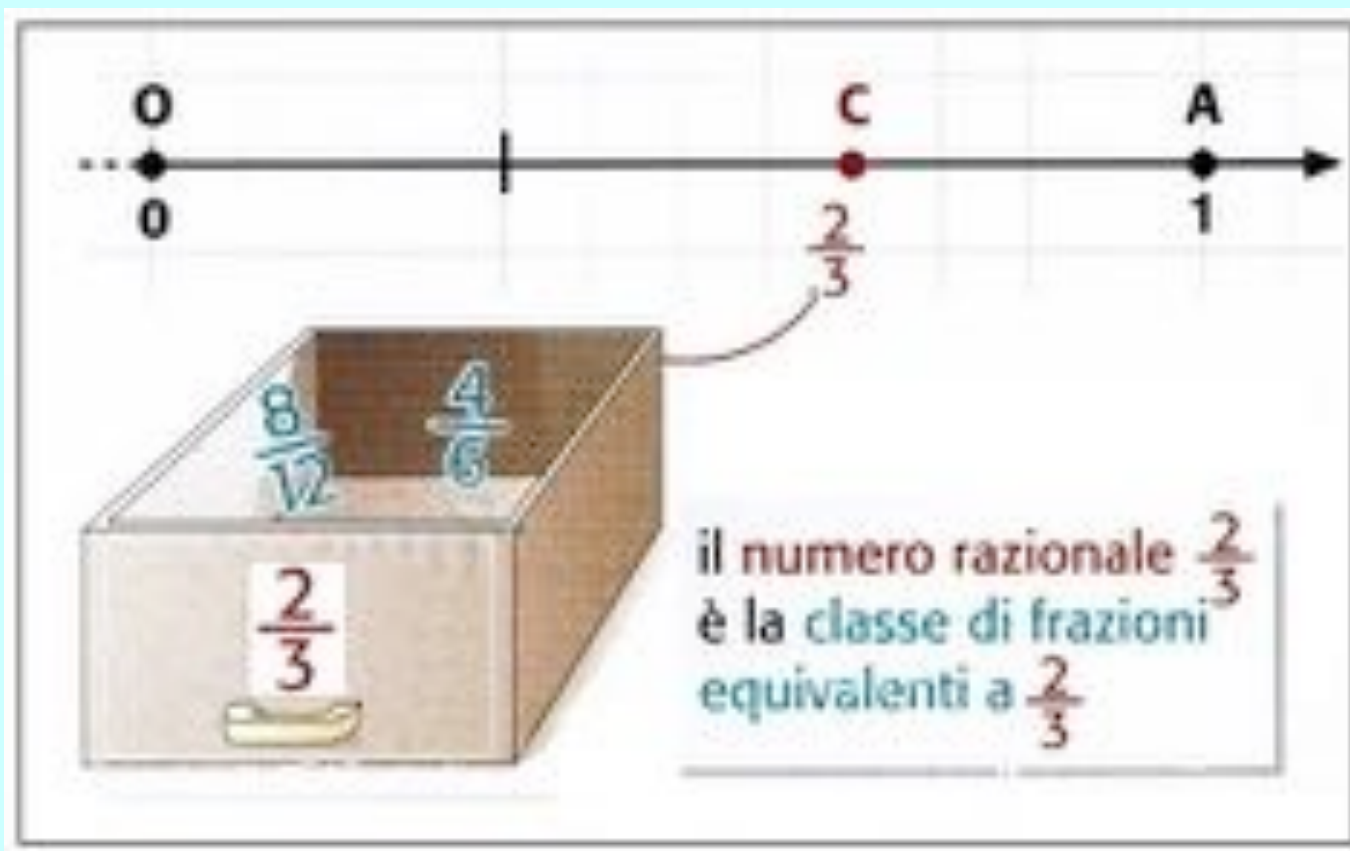 O C A
0 2/3 1
8/12 4/6
2/3
il numero razionale 2/3
è la classe di frazioni
equivalenti a 2/3